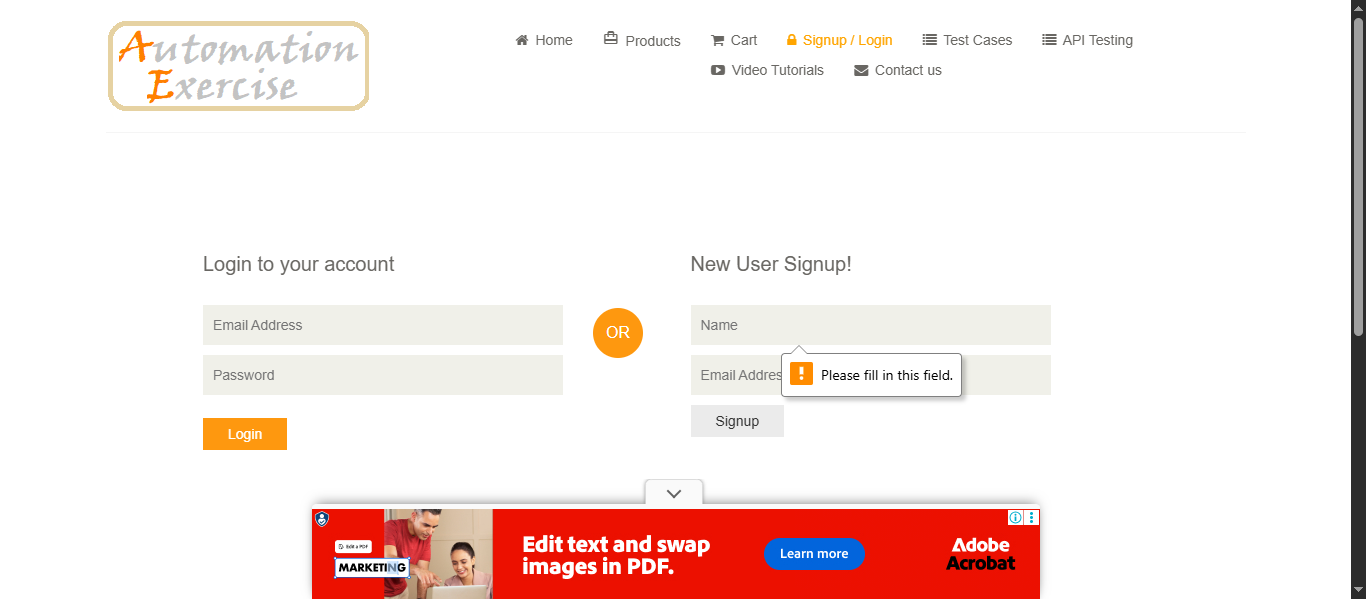 Automation
Exercise
Home
Products
Cart
Signup / Login
Test Cases
API Testing
Video Tutorials
Contact us
Login to your account
Email Address
Password
Login
OR
New User Signup!
Name
Please fill in this field.
Email Addres
Signup
Edit a PDF
MARKETING
Edit text and swap
images in PDF.
Learn more
Adobe
Acrobat